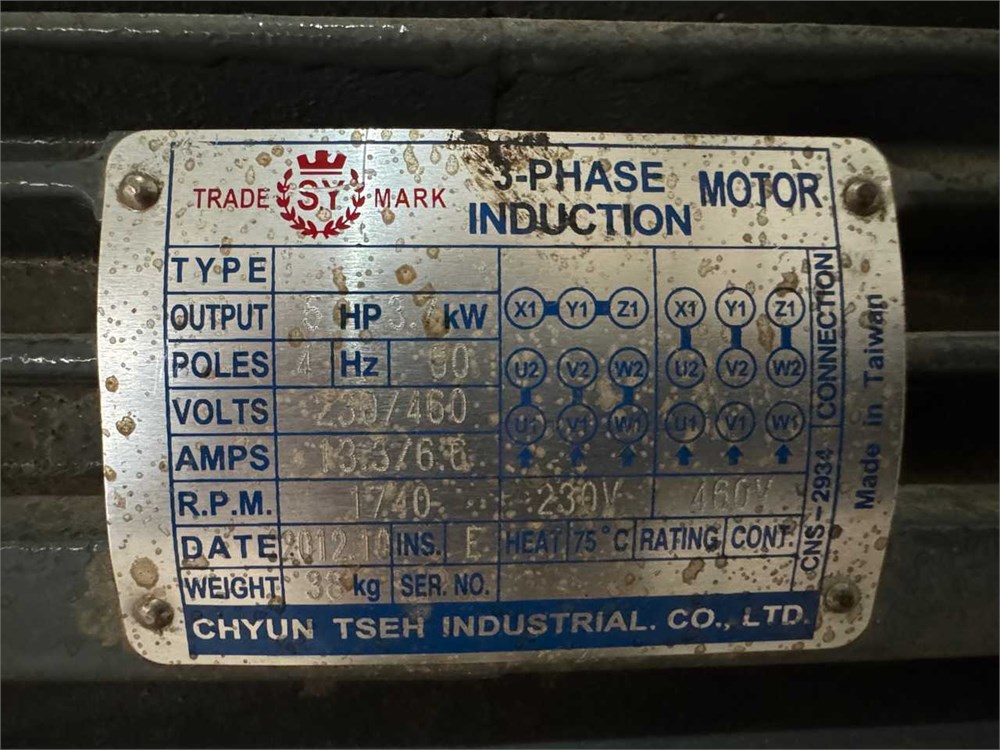 TRADE SY MARK
3-PHASE INDUCTION MOTOR
TYPE
OUTPUT 5 HP 3.7 kW
POLES 4 Hz 60
VOLTS 230/460
AMPS 13.3/6.6
R.P.M. 1740
DATE 2012.10 INS. E HEAT 75°C RATING CONT.
WEIGHT 38 kg SER. NO.
X1 Y1 Z1 X1 Y1 Z1
U2 V2 W2 U2 V2 W2
U1 V1 W1 U1 V1 W1
230V 460V
CNS-2934 CONNECTION
Made in Taiwan
CHYUN TSEH INDUSTRIAL. CO., LTD.